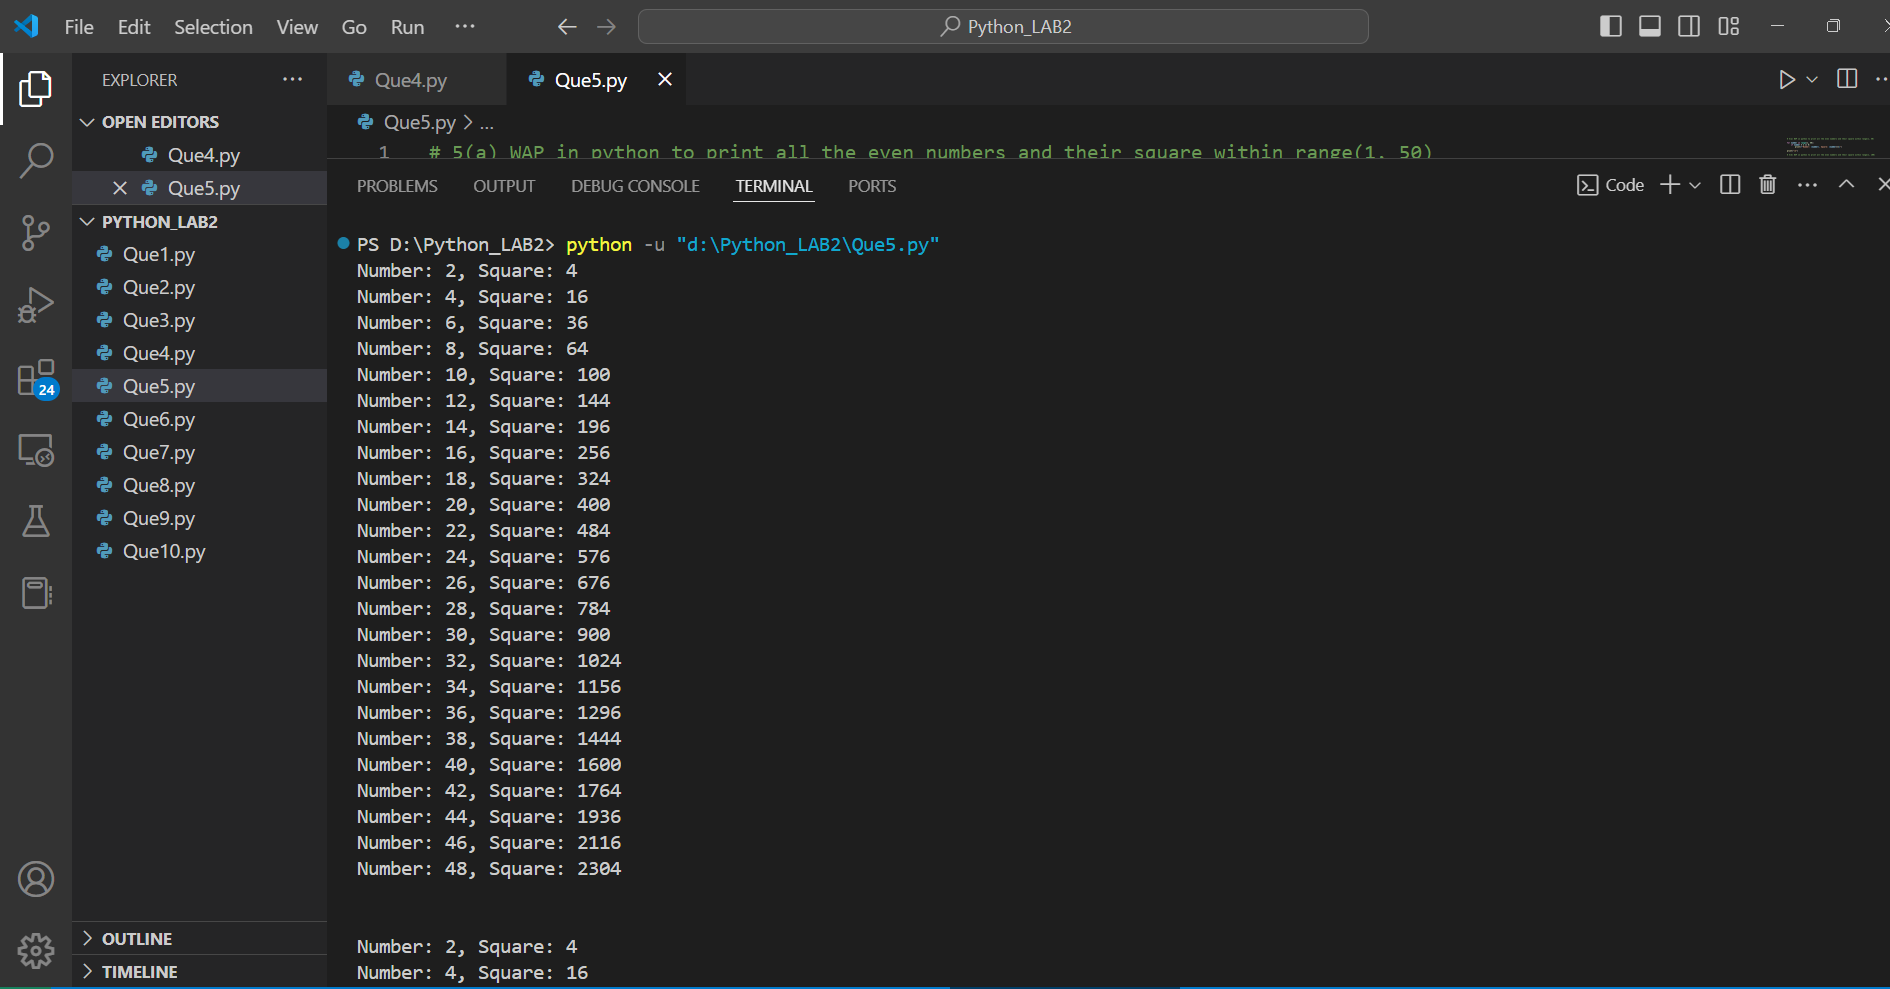 File Edit Selection View Go Run ... Python_LAB2
EXPLORER ...
OPEN EDITORS
Que4.py
Que5.py
PYTHON_LAB2
Que1.py
Que2.py
Que3.py
Que4.py
Que5.py
Que6.py
Que7.py
Que8.py
Que9.py
Que10.py
OUTLINE
TIMELINE
24
Que4.py Que5.py
Que5.py > ...
1 # 5(a) WAP in python to print all the even numbers and their square within range(1, 50)
PROBLEMS OUTPUT DEBUG CONSOLE TERMINAL PORTS Code
PS D:\Python_LAB2> python -u "d:\Python_LAB2\Que5.py"
Number: 2, Square: 4
Number: 4, Square: 16
Number: 6, Square: 36
Number: 8, Square: 64
Number: 10, Square: 100
Number: 12, Square: 144
Number: 14, Square: 196
Number: 16, Square: 256
Number: 18, Square: 324
Number: 20, Square: 400
Number: 22, Square: 484
Number: 24, Square: 576
Number: 26, Square: 676
Number: 28, Square: 784
Number: 30, Square: 900
Number: 32, Square: 1024
Number: 34, Square: 1156
Number: 36, Square: 1296
Number: 38, Square: 1444
Number: 40, Square: 1600
Number: 42, Square: 1764
Number: 44, Square: 1936
Number: 46, Square: 2116
Number: 48, Square: 2304
Number: 2, Square: 4
Number: 4, Square: 16